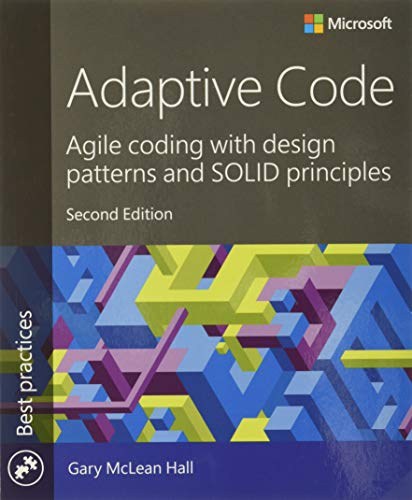 Microsoft
Adaptive Code
Agile coding with design
patterns and SOLID principles
Second Edition
Best practices
Gary McLean Hall